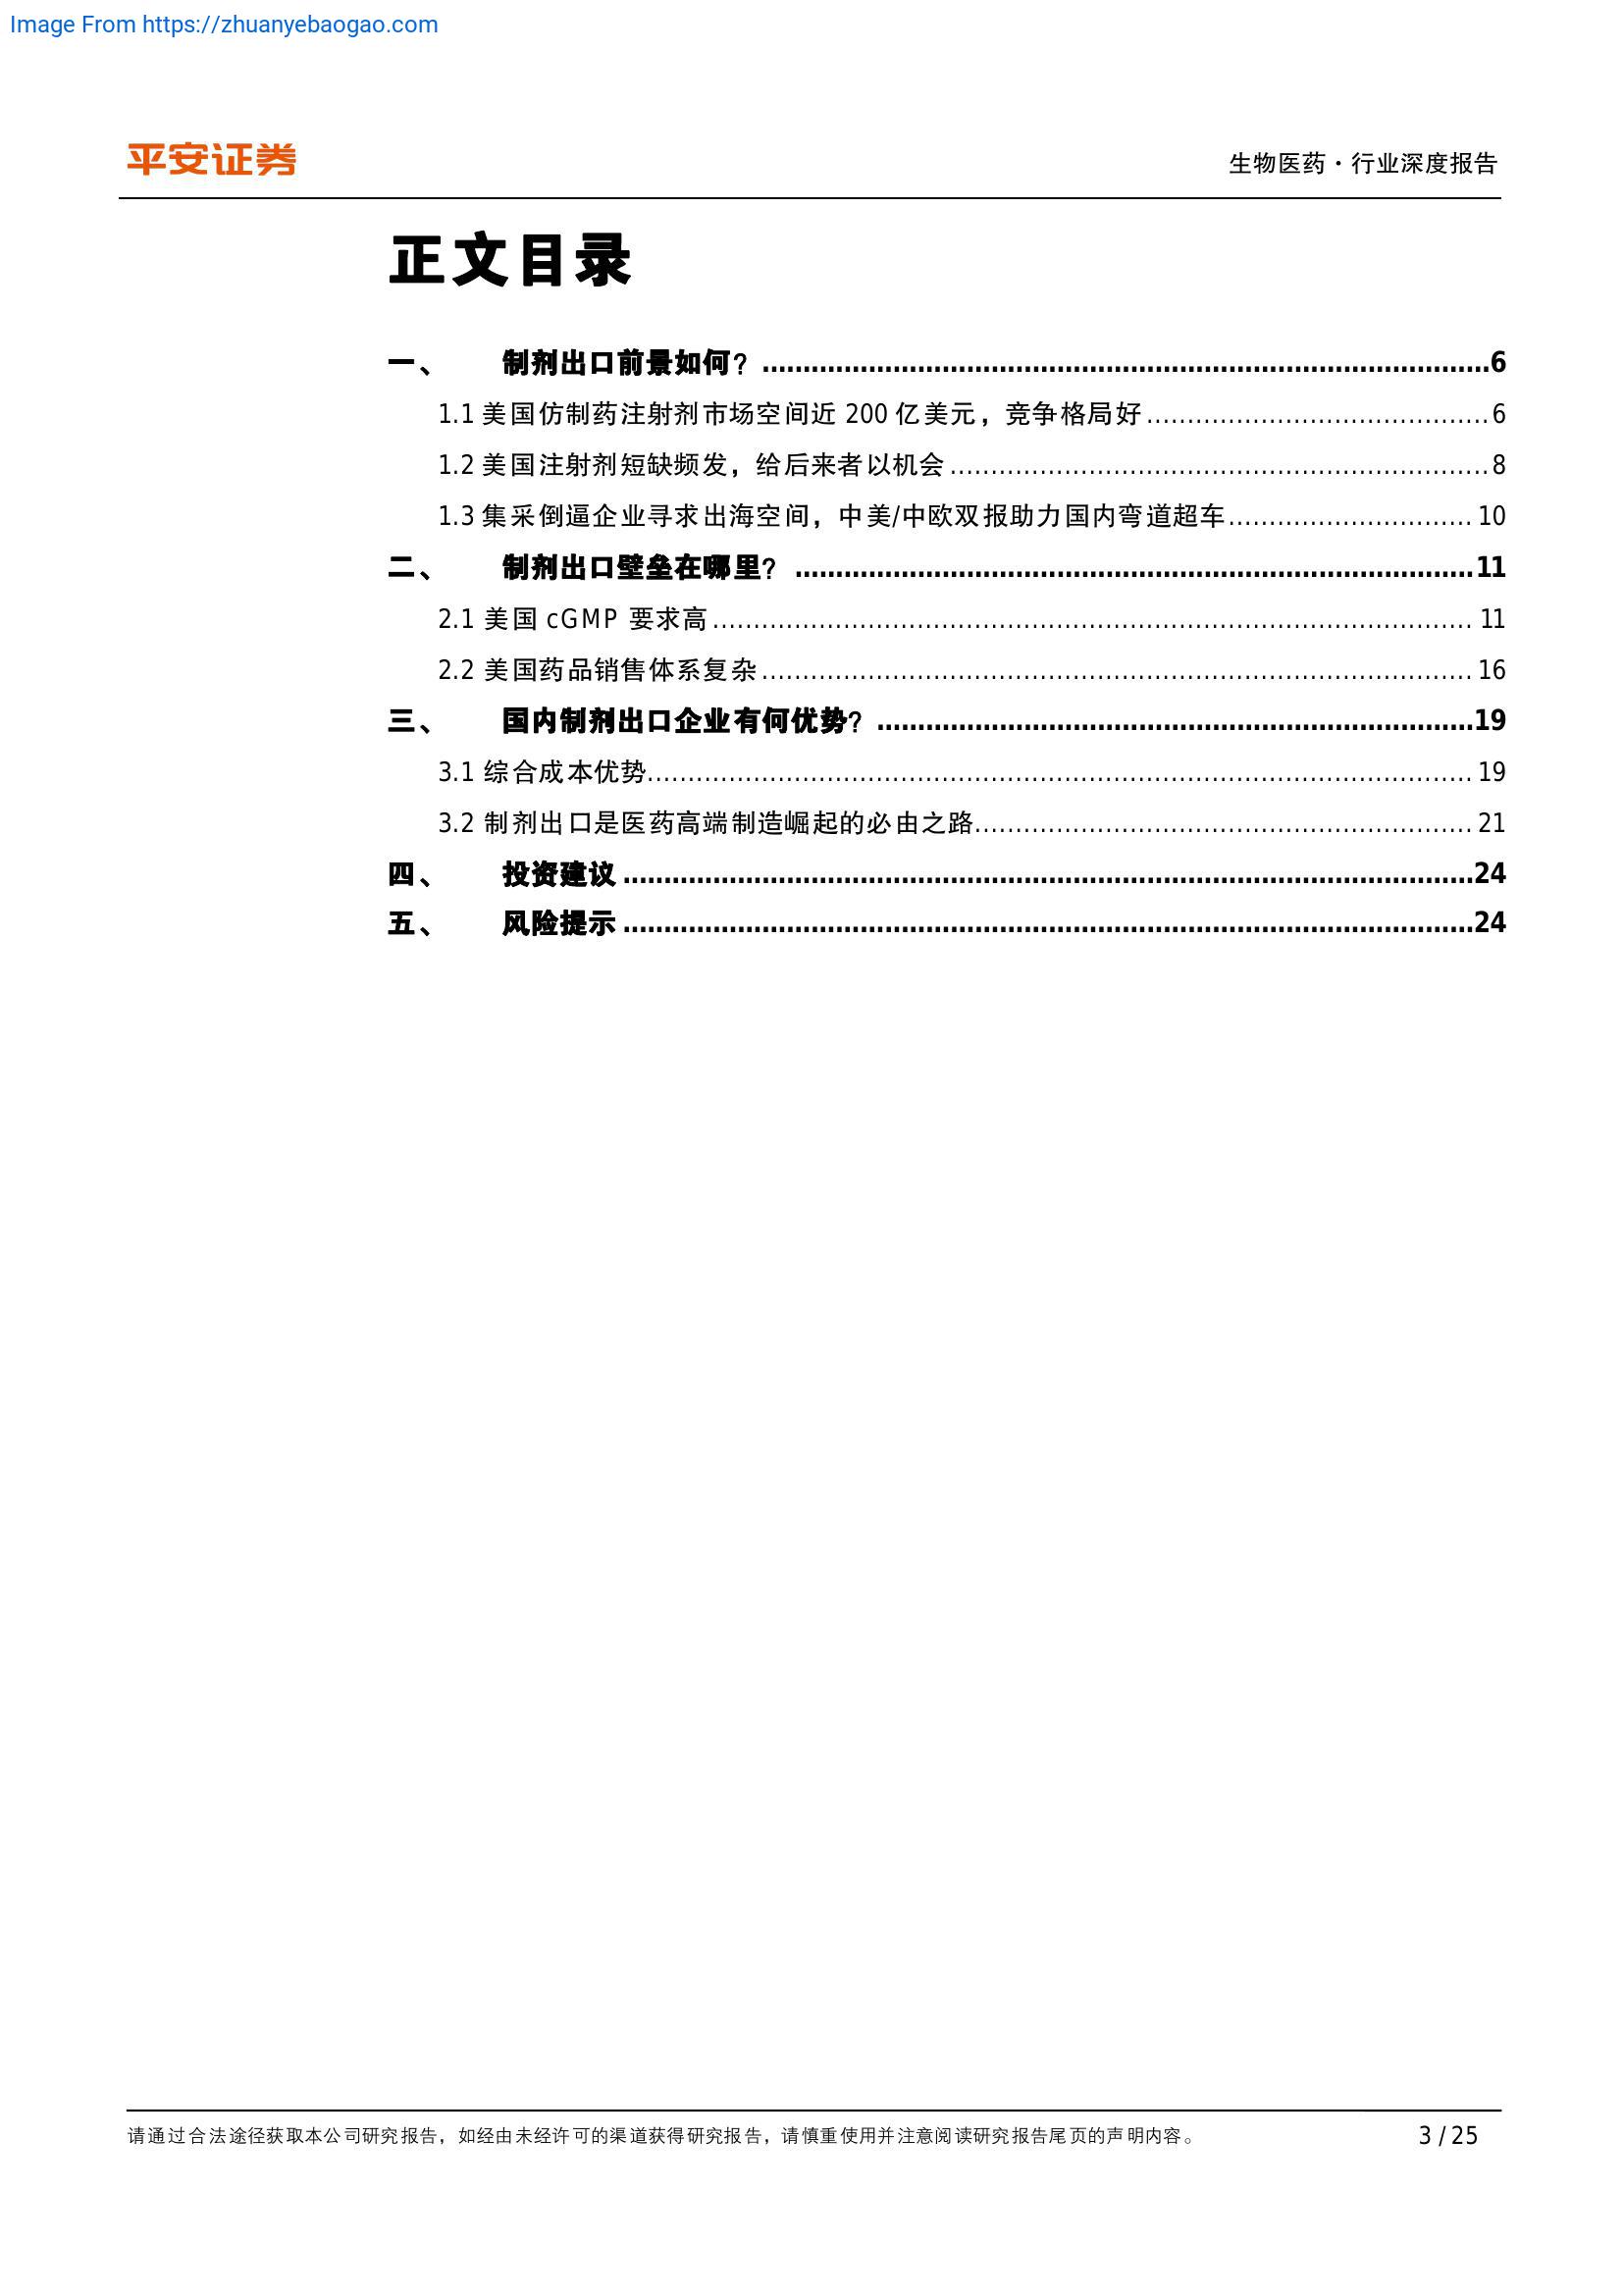 Image From https://zhuanyebaogao.com
平安证券
生物医药·行业深度报告
正文目录
一、 制剂出口前景如何？ 6
1.1 美国仿制药注射剂市场空间近 200 亿美元，竞争格局好 6
1.2 美国注射剂短缺频发，给后来者以机会 8
1.3 集采倒逼企业寻求出海空间，中美/中欧双报助力国内弯道超车 10
二、 制剂出口壁垒在哪里？ 11
2.1 美国 cGMP 要求高 11
2.2 美国药品销售体系复杂 16
三、 国内制剂出口企业有何优势？ 19
3.1 综合成本优势 19
3.2 制剂出口是医药高端制造崛起的必由之路 21
四、 投资建议 24
五、 风险提示 24
请通过合法途径获取本公司研究报告，如经由未经许可的渠道获得研究报告，请慎重使用并注意阅读研究报告尾页的声明内容。
3 / 25